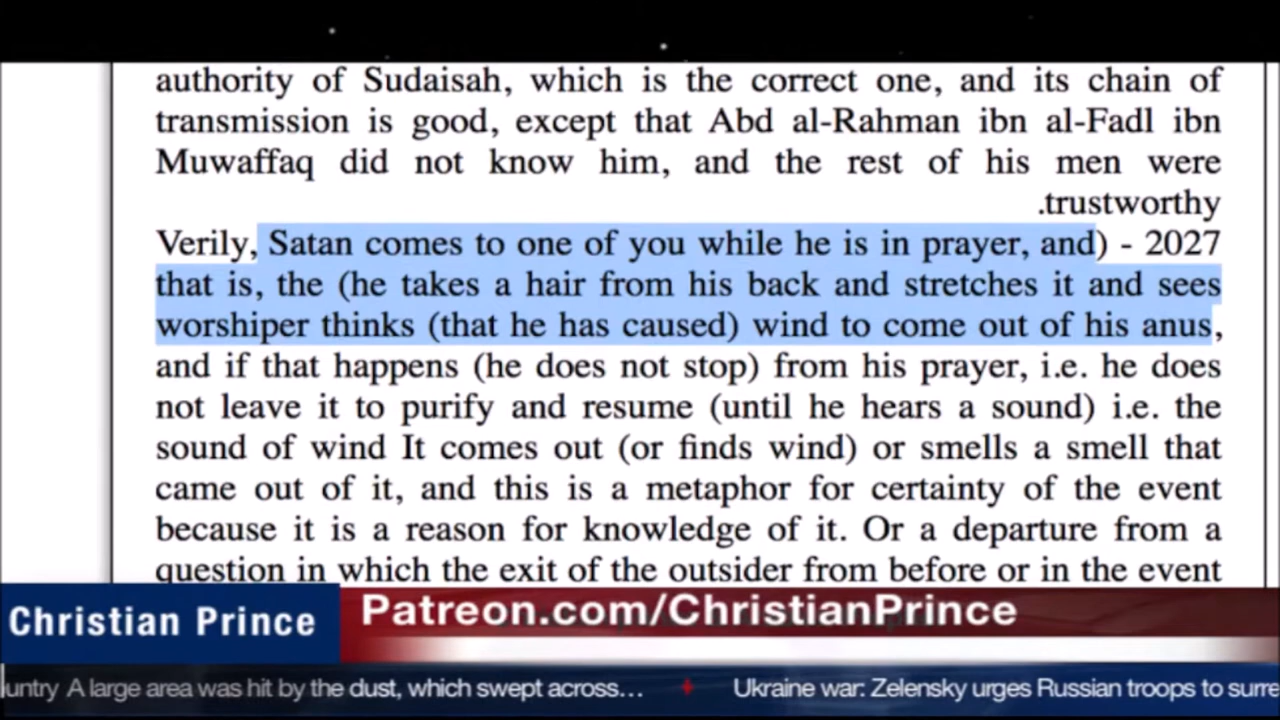 authority of Sudaisah, which is the correct one, and its chain of
transmission is good, except that Abd al-Rahman ibn al-Fadl ibn
Muwaffaq did not know him, and the rest of his men were
.trustworthy
Verily, Satan comes to one of you while he is in prayer, and) - 2027
that is, the (he takes a hair from his back and stretches it and sees
worshiper thinks (that he has caused) wind to come out of his anus,
and if that happens (he does not stop) from his prayer, i.e. he does
not leave it to purify and resume (until he hears a sound) i.e. the
sound of wind It comes out (or finds wind) or smells a smell that
came out of it, and this is a metaphor for certainty of the event
because it is a reason for knowledge of it. Or a departure from a
question in which the exit of the outsider from before or in the event
Christian Prince
Patreon.com/ChristianPrince
untry A large area was hit by the dust, which swept across... Ukraine war: Zelensky urges Russian troops to surre